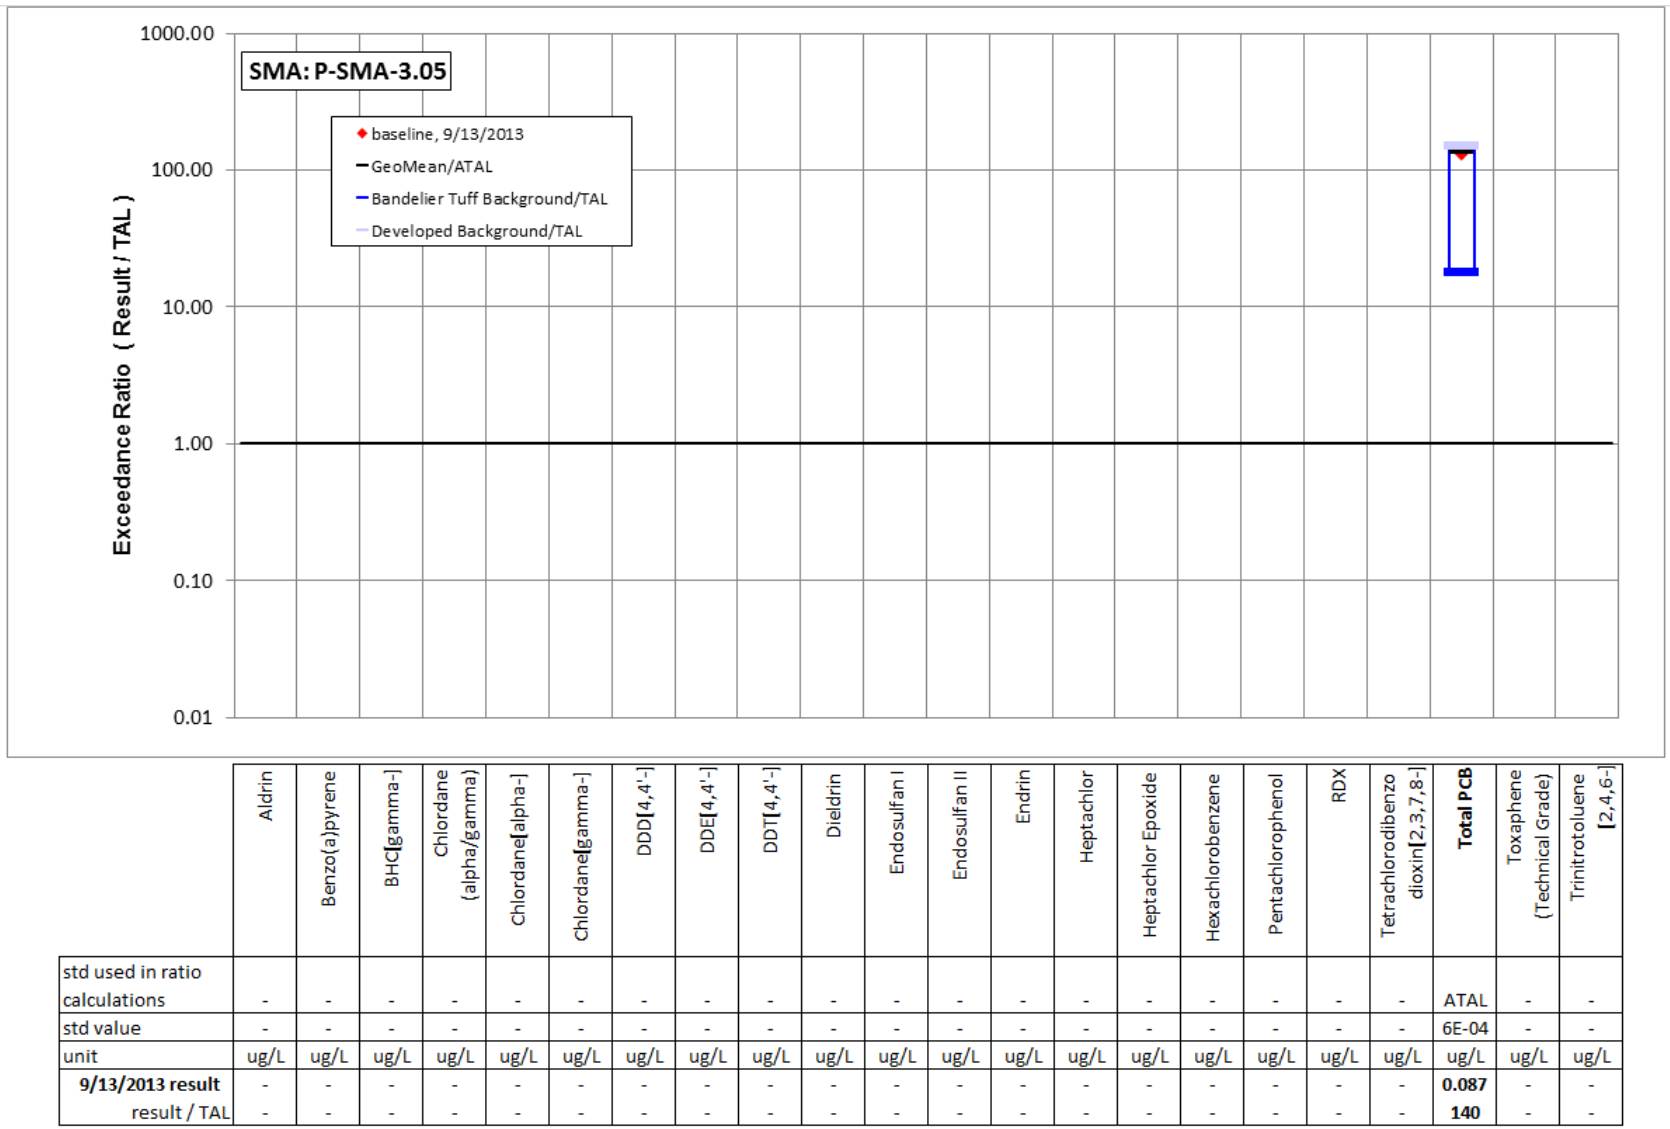 1000.00
100.00
10.00
1.00
0.10
0.01
Exceedance Ratio ( Result / TAL )
SMA: P-SMA-3.05
baseline, 9/13/2013
GeoMean/ATAL
Bandelier Tuff Background/TAL
Developed Background/TAL
Aldrin
Benzo(a)pyrene
BHC[gamma-]
Chlordane
(alpha/gamma)
Chlordane[alpha-]
Chlordane[gamma-]
DDD[4,4'-]
DDE[4,4'-]
DDT[4,4'-]
Dieldrin
Endosulfan I
Endosulfan II
Endrin
Heptachlor
Heptachlor Epoxide
Hexachlorobenzene
Pentachlorophenol
RDX
Tetrachlorodibenzo
dioxin[2,3,7,8-]
Total PCB
Toxaphene
(Technical Grade)
Trinitrotoluene
[2,4,6-]
std used in ratio
calculations - - - - - - - - - - - - - - - - - - - ATAL - -
std value - - - - - - - - - - - - - - - - - - - 6E-04 - -
unit ug/L ug/L ug/L ug/L ug/L ug/L ug/L ug/L ug/L ug/L ug/L ug/L ug/L ug/L ug/L ug/L ug/L ug/L ug/L ug/L ug/L ug/L
9/13/2013 result - - - - - - - - - - - - - - - - - - - 0.087 - -
result / TAL - - - - - - - - - - - - - - - - - - - 140 - -